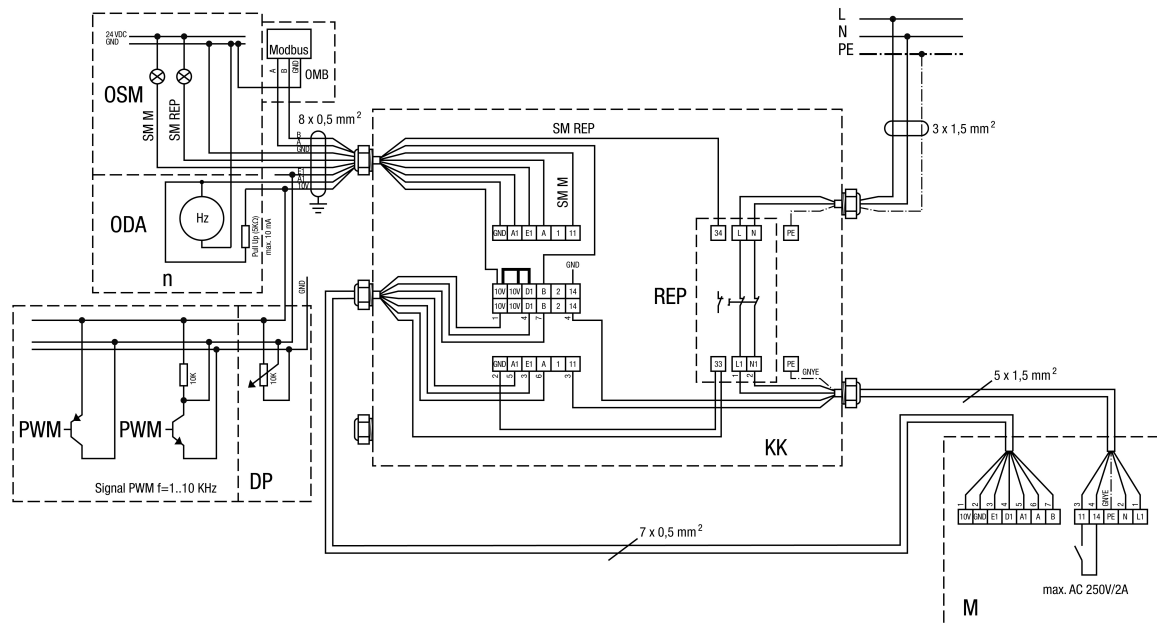 24 VDC
GND
Modbus
A
B
GND
OMB
OSM
SM M
SM REP
8 x 0,5 mm²
B
A
GND
E1
A1
10V
ODA
Hz
Pull Up (5KΩ)
max. 10 mA
n
GND
10K
10K
PWM
PWM
DP
Signal PWM f=1..10 KHz
L
N
PE
3 x 1,5 mm²
SM REP
SM M
GND A1 E1 A 1 11
GND
10V 10V D1 B 2 14
10V 10V D1 B 2 14
1 4 7 4
GND A1 E1 A 1 11
2 5 3 6 3
34 L N PE
REP
33 L1 N1 PE
1 2
GNYE
KK
5 x 1,5 mm²
7 x 0,5 mm²
1 2 3 4 5 6 7
10V GND E1 D1 A1 A B
3 4 GNYE 2 1
11 14 PE N L1
max. AC 250V/2A
M